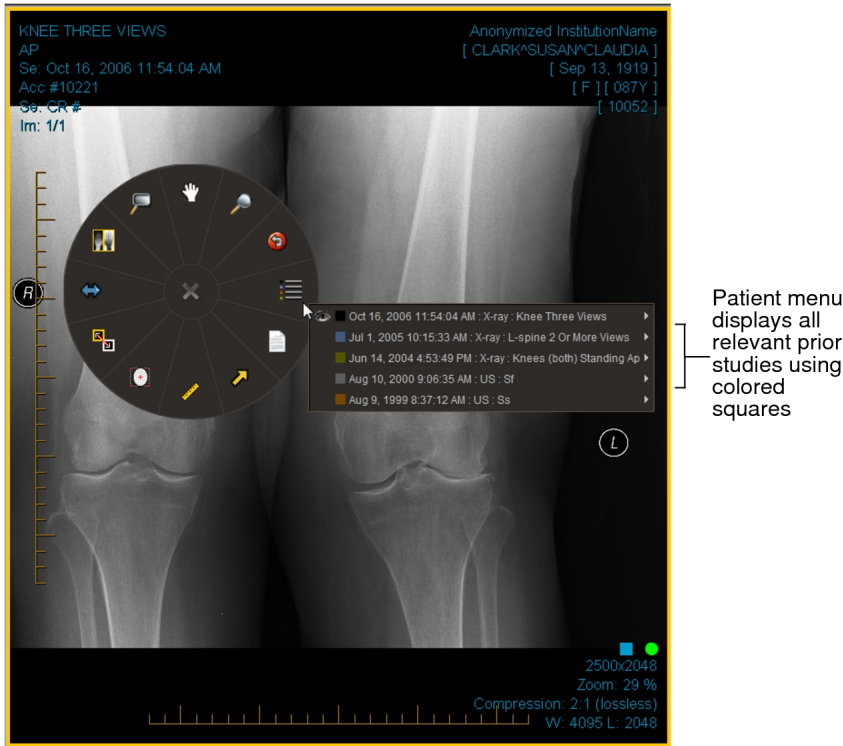 KNEE THREE VIEWS
AP
Se: Oct 16, 2006 11:54:04 AM
Acc #10221
Se: CR #
Im: 1/1
Anonymized InstitutionName
[ CLARK^SUSAN^CLAUDIA ]
[ Sep 13, 1919 ]
[ F ] [ 087Y ]
[ 10052 ]
R
Oct 16, 2006 11:54:04 AM : X-ray : Knee Three Views
Jul 1, 2005 10:15:33 AM : X-ray : L-spine 2 Or More Views
Jun 14, 2004 4:53:49 PM : X-ray : Knees (both) Standing Ap
Aug 10, 2000 9:06:35 AM : US : Sf
Aug 9, 1999 8:37:12 AM : US : Ss
Patient menu
displays all
relevant prior
studies using
colored
squares
L
2500x2048
Zoom: 29 %
Compression: 2:1 (lossless)
W: 4095 L: 2048